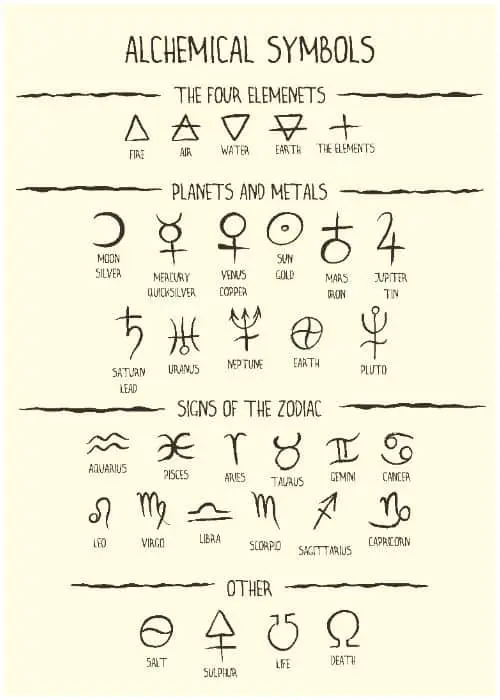 ALCHEMICAL SYMBOLS
THE FOUR ELEMENETS
FIRE AIR WATER EARTH THE ELEMENTS
PLANETS AND METALS
MOON MERCURY VENUS SUN MARS JUPITER
SILVER QUICKSILVER COPPER GOLD IRON TIN
SATURN URANUS NEPTUNE EARTH PLUTO
LEAD
SIGNS OF THE ZODIAC
AQUARIUS PISCES ARIES TAURUS GEMINI CANCER
LEO VIRGO LIBRA SCORPIO SAGITTARIUS CAPRICORN
OTHER
SALT SULPHUR LIFE DEATH